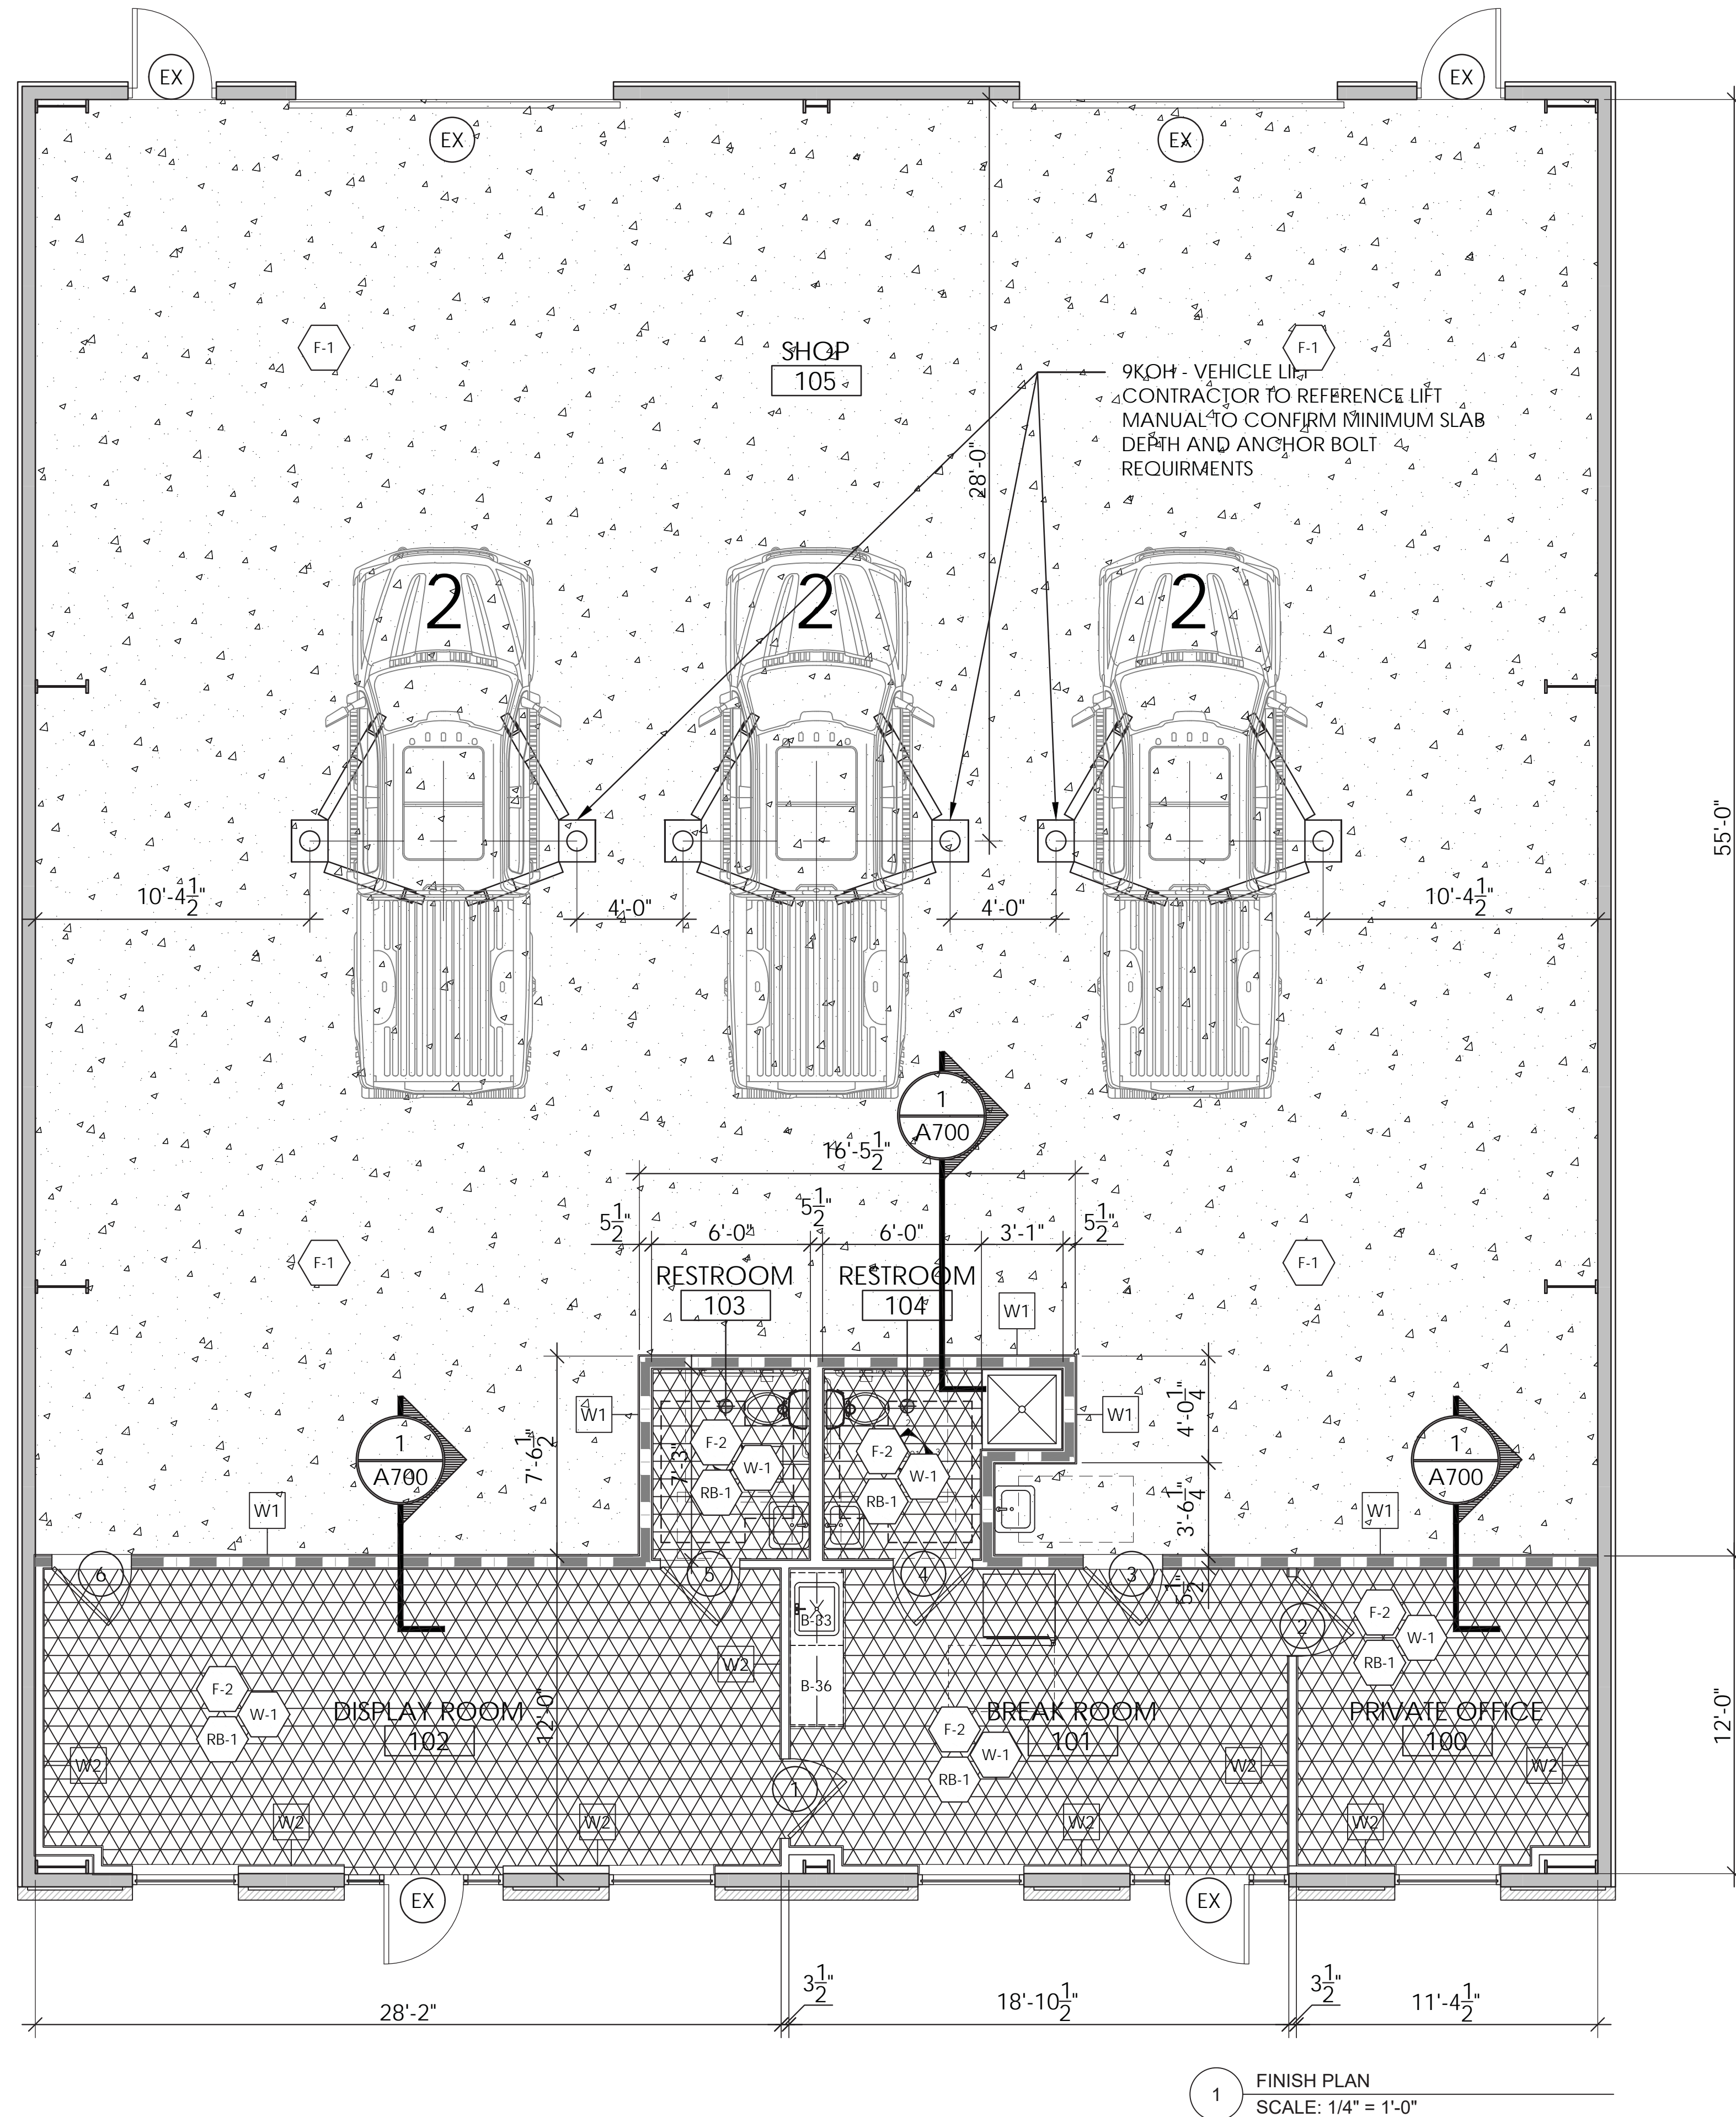 EX
EX
EX
EX
F-1
SHOP
105
F-1
9KOH - VEHICLE LIFT
CONTRACTOR TO REFERENCE LIFT
MANUAL TO CONFIRM MINIMUM SLAB
DEPTH AND ANCHOR BOLT
REQUIRMENTS
28'-0"
2
2
2
55'-0"
10'-4 1/2"
4'-0"
4'-0"
10'-4 1/2"
1
A700
16'-5 1/2"
5 1/2"
6'-0"
5 1/2"
6'-0"
3'-1"
5 1/2"
F-1
F-1
RESTROOM
103
RESTROOM
104
W1
W1
W1
4'-0 1/4"
7'-6 1/2"
7'-3"
3'-6 1/4"
F-2
W-1
RB-1
F-2
W-1
RB-1
1
A700
1
A700
W1
W1
6
5
4
3
5 1/2"
2
B-33
B-36
W2
F-2
W-1
RB-1
F-2
W-1
RB-1
DISPLAY ROOM
102
12'-0"
F-2
W-1
RB-1
BREAK ROOM
101
PRIVATE OFFICE
100
12'-0"
W2
W2
W2
1
W2
W2
W2
W2
EX
EX
28'-2"
3 1/2"
18'-10 1/2"
3 1/2"
11'-4 1/2"
1
FINISH PLAN
SCALE: 1/4" = 1'-0"